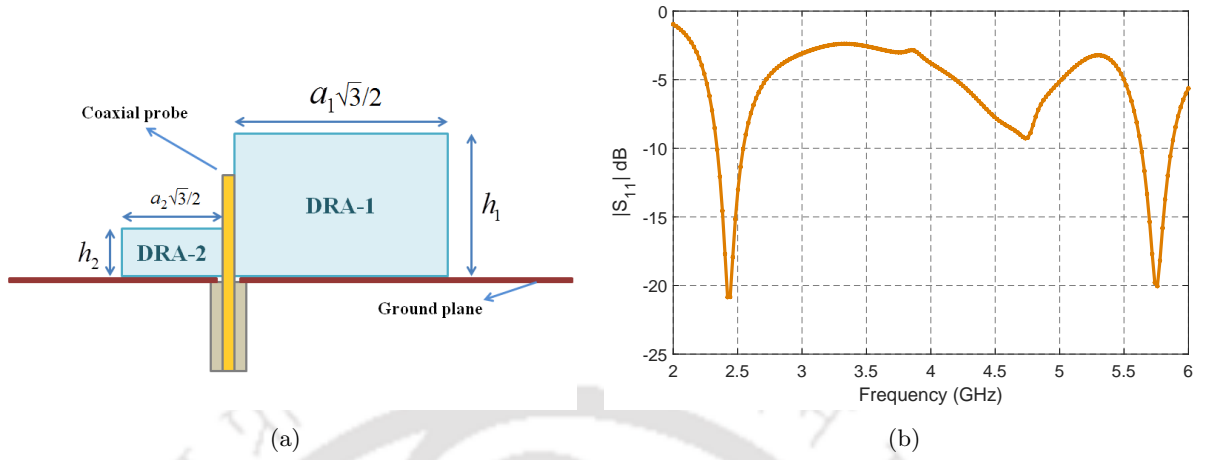 Coaxial probe
a₁√3/2
a₂√3/2
DRA-1
h₁
DRA-2
h₂
Ground plane
(a)
0
-5
-10
-15
-20
-25
|S₁₁| dB
2 2.5 3 3.5 4 4.5 5 5.5 6
Frequency (GHz)
(b)